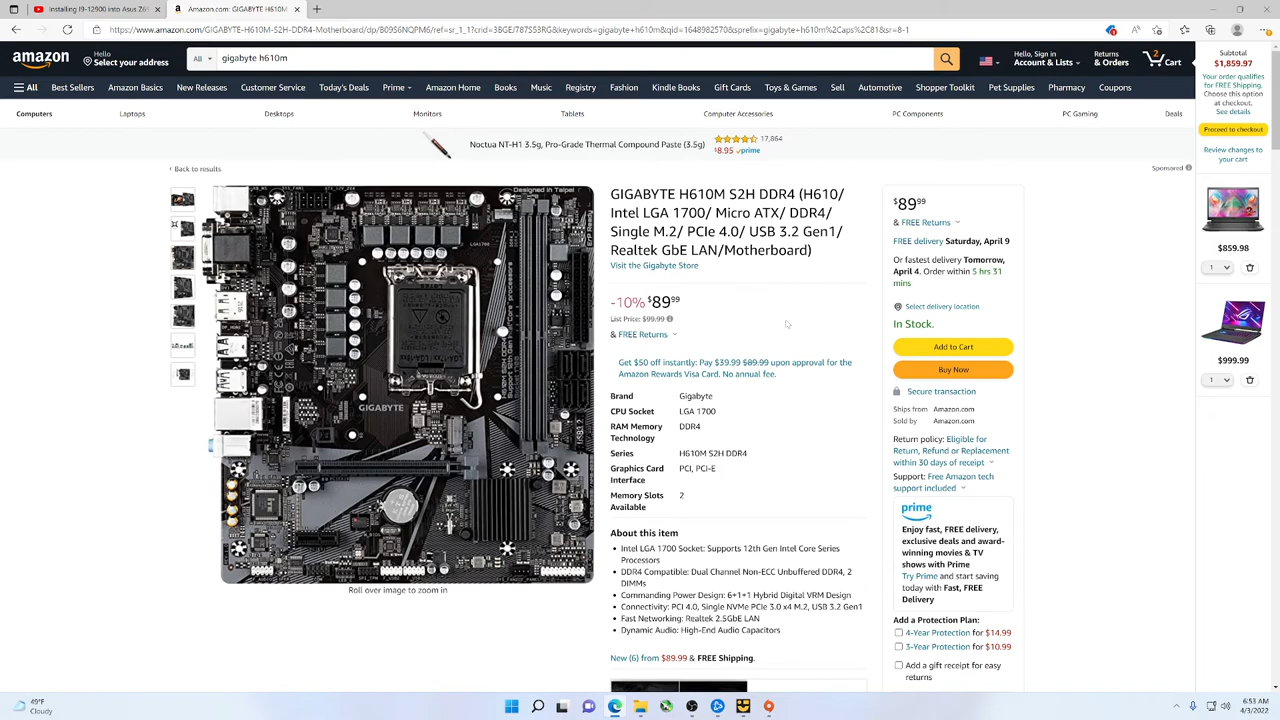 Installing I9-12900 into Asus Z6
Amazon.com: GIGABYTE H610M
https://www.amazon.com/GIGABYTE-H610M-S2H-DDR4-Motherboard/dp/B09S6NQPM6/ref=sr_1_1?crid=3BGEJ787S53RG&keywords=gigabyte+h610m&qid=1648982570&sprefix=gigabyte+h610m%2Caps%2C81&sr=8-1
amazon
Hello
Select your address
All
gigabyte h610m
Hello, Sign in
Account & Lists
Returns
& Orders
2
Cart
All
Best Sellers
Amazon Basics
New Releases
Customer Service
Today's Deals
Prime
Amazon Home
Books
Music
Registry
Fashion
Kindle Books
Gift Cards
Toys & Games
Sell
Automotive
Shopper Toolkit
Pet Supplies
Pharmacy
Coupons
Computers
Laptops
Monitors
Tablets
Computer Accessories
PC Components
PC Gaming
Deals
Noctua NT-H1 3.5g, Pro-Grade Thermal Compound Paste (3.5g)
17,864
$8.95 prime
‹ Back to results
Sponsored
Designed in Taipei
LGA1700
GIGABYTE
GIGABYTE H610M S2H DDR4 (H610/
Intel LGA 1700/ Micro ATX/ DDR4/
Single M.2/ PCIe 4.0/ USB 3.2 Gen1/
Realtek GbE LAN/Motherboard)
Visit the Gigabyte Store
-10% $89.99
List Price: $99.99
& FREE Returns
Get $50 off instantly: Pay $39.99 $89.99 upon approval for the
Amazon Rewards Visa Card. No annual fee.
Brand Gigabyte
CPU Socket LGA 1700
RAM Memory DDR4
Technology
Series H610M S2H DDR4
Graphics Card PCI, PCI-E
Interface
Memory Slots 2
Available
About this item
• Intel LGA 1700 Socket: Supports 12th Gen Intel Core Series
Processors
• DDR4 Compatible: Dual Channel Non-ECC Unbuffered DDR4, 2
DIMMs
• Commanding Power Design: 6+1+1 Hybrid Digital VRM Design
• Connectivity: PCI 4.0, Single NVMe PCIe 3.0 x4 M.2, USB 3.2 Gen1
• Fast Networking: Realtek 2.5GbE LAN
• Dynamic Audio: High-End Audio Capacitors
New (6) from $89.99 & FREE Shipping.
Roll over image to zoom in
$89.99
& FREE Returns
FREE delivery Saturday, April 9
Or fastest delivery Tomorrow,
April 4. Order within 5 hrs 31
mins
Select delivery location
In Stock.
Add to Cart
Buy Now
Secure transaction
Ships from Amazon.com
Sold by Amazon.com
Return policy: Eligible for
Return, Refund or Replacement
within 30 days of receipt
Support: Free Amazon tech
support included
prime
Enjoy fast, FREE delivery,
exclusive deals and award-
winning movies & TV
shows with Prime
Try Prime and start saving
today with Fast, FREE
Delivery
Add a Protection Plan:
4-Year Protection for $14.99
3-Year Protection for $10.99
Add a gift receipt for easy
returns
Subtotal
$1,859.97
Your order qualifies
for FREE Shipping.
Choose this option
at checkout.
See details
Proceed to checkout
Review changes to
your cart
$859.98
1
$999.99
1
49°F
Cloudy
6:53 AM
4/3/2022